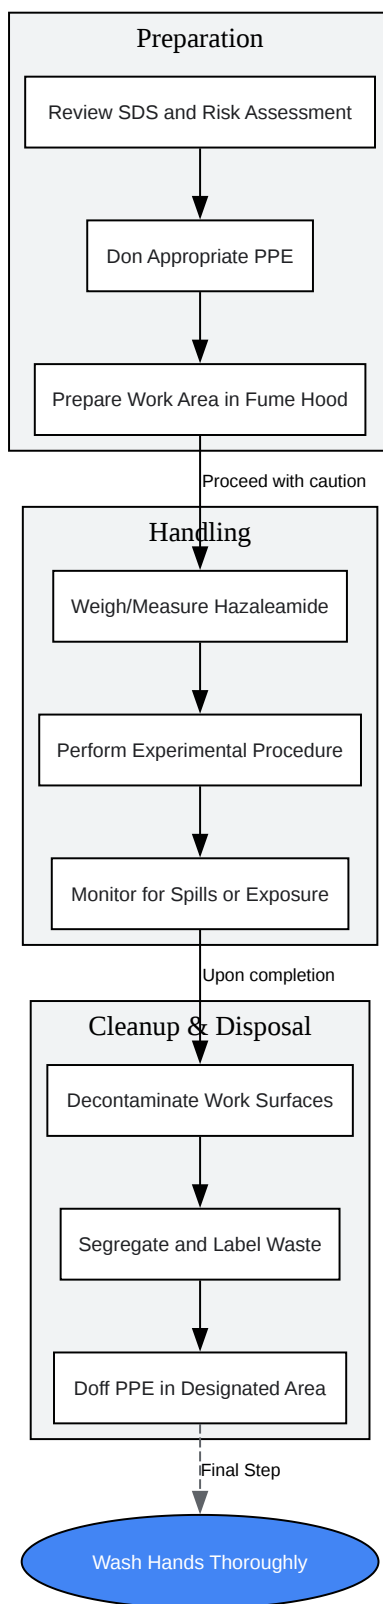 Preparation
Review SDS and Risk Assessment
Don Appropriate PPE
Prepare Work Area in Fume Hood
Proceed with caution
Handling
Weigh/Measure Hazaleamide
Perform Experimental Procedure
Monitor for Spills or Exposure
Upon completion
Cleanup & Disposal
Decontaminate Work Surfaces
Segregate and Label Waste
Doff PPE in Designated Area
Final Step
Wash Hands Thoroughly